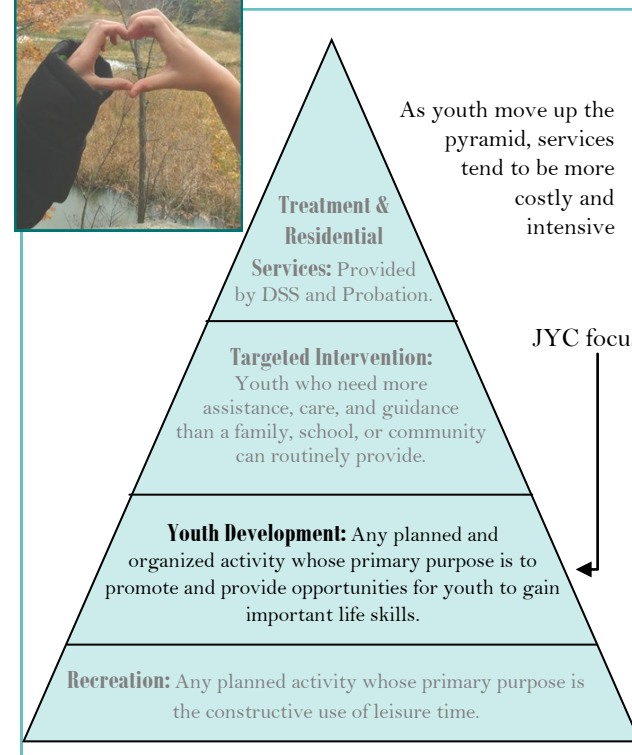 As youth move up the
pyramid, services
tend to be more
costly and
intensive
Treatment &
Residential
Services: Provided
by DSS and Probation.
JYC focus
Targeted Intervention:
Youth who need more
assistance, care, and guidance
than a family, school, or community
can routinely provide.
Youth Development: Any planned and
organized activity whose primary purpose is to
promote and provide opportunities for youth to gain
important life skills.
Recreation: Any planned activity whose primary purpose is
the constructive use of leisure time.